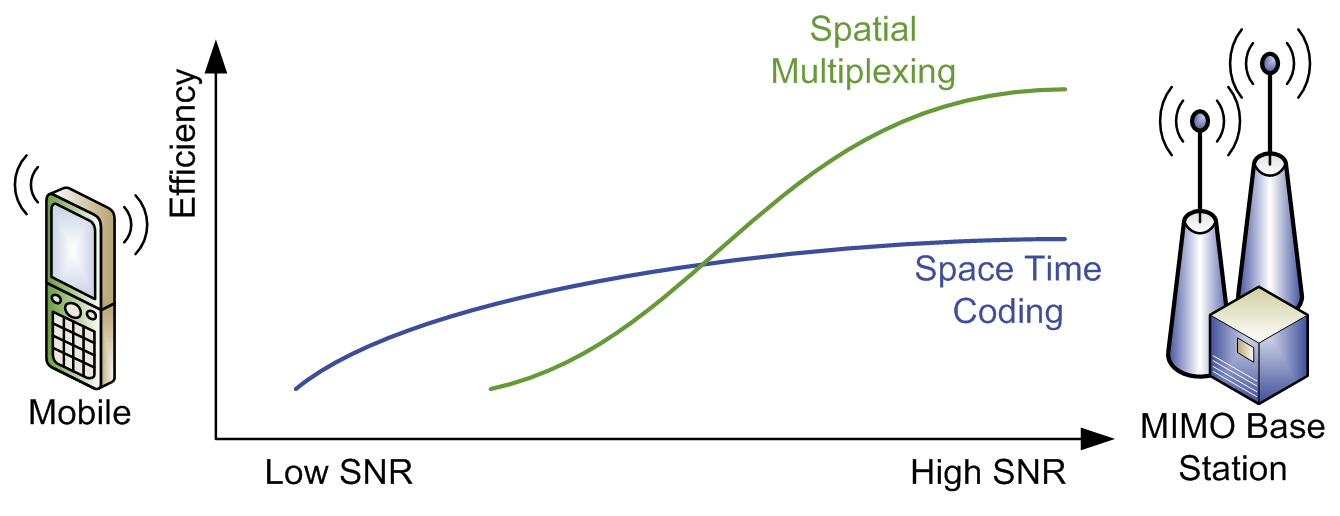 Spatial
Multiplexing
Efficiency
Space Time
Coding
Mobile
MIMO Base
Station
Low SNR
High SNR